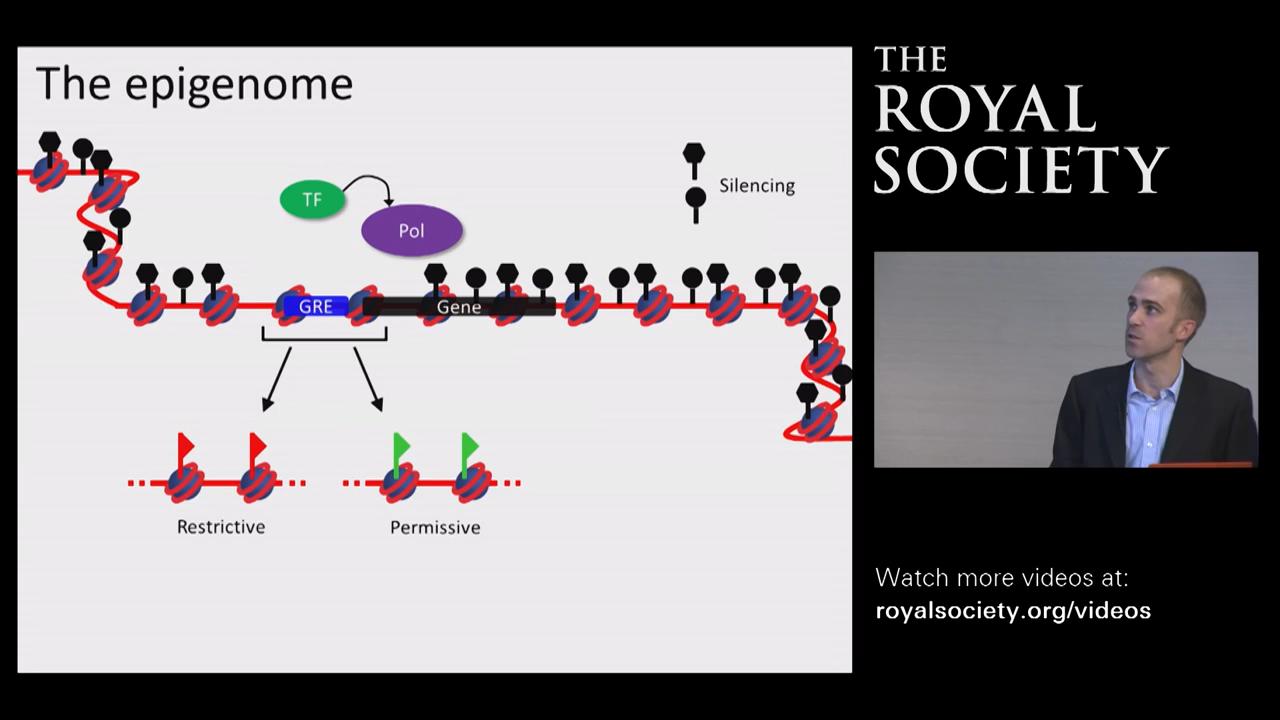 The epigenome
TF
Pol
Silencing
GRE
Gene
Restrictive
Permissive
THE
ROYAL
SOCIETY
Watch more videos at:
royalsociety.org/videos